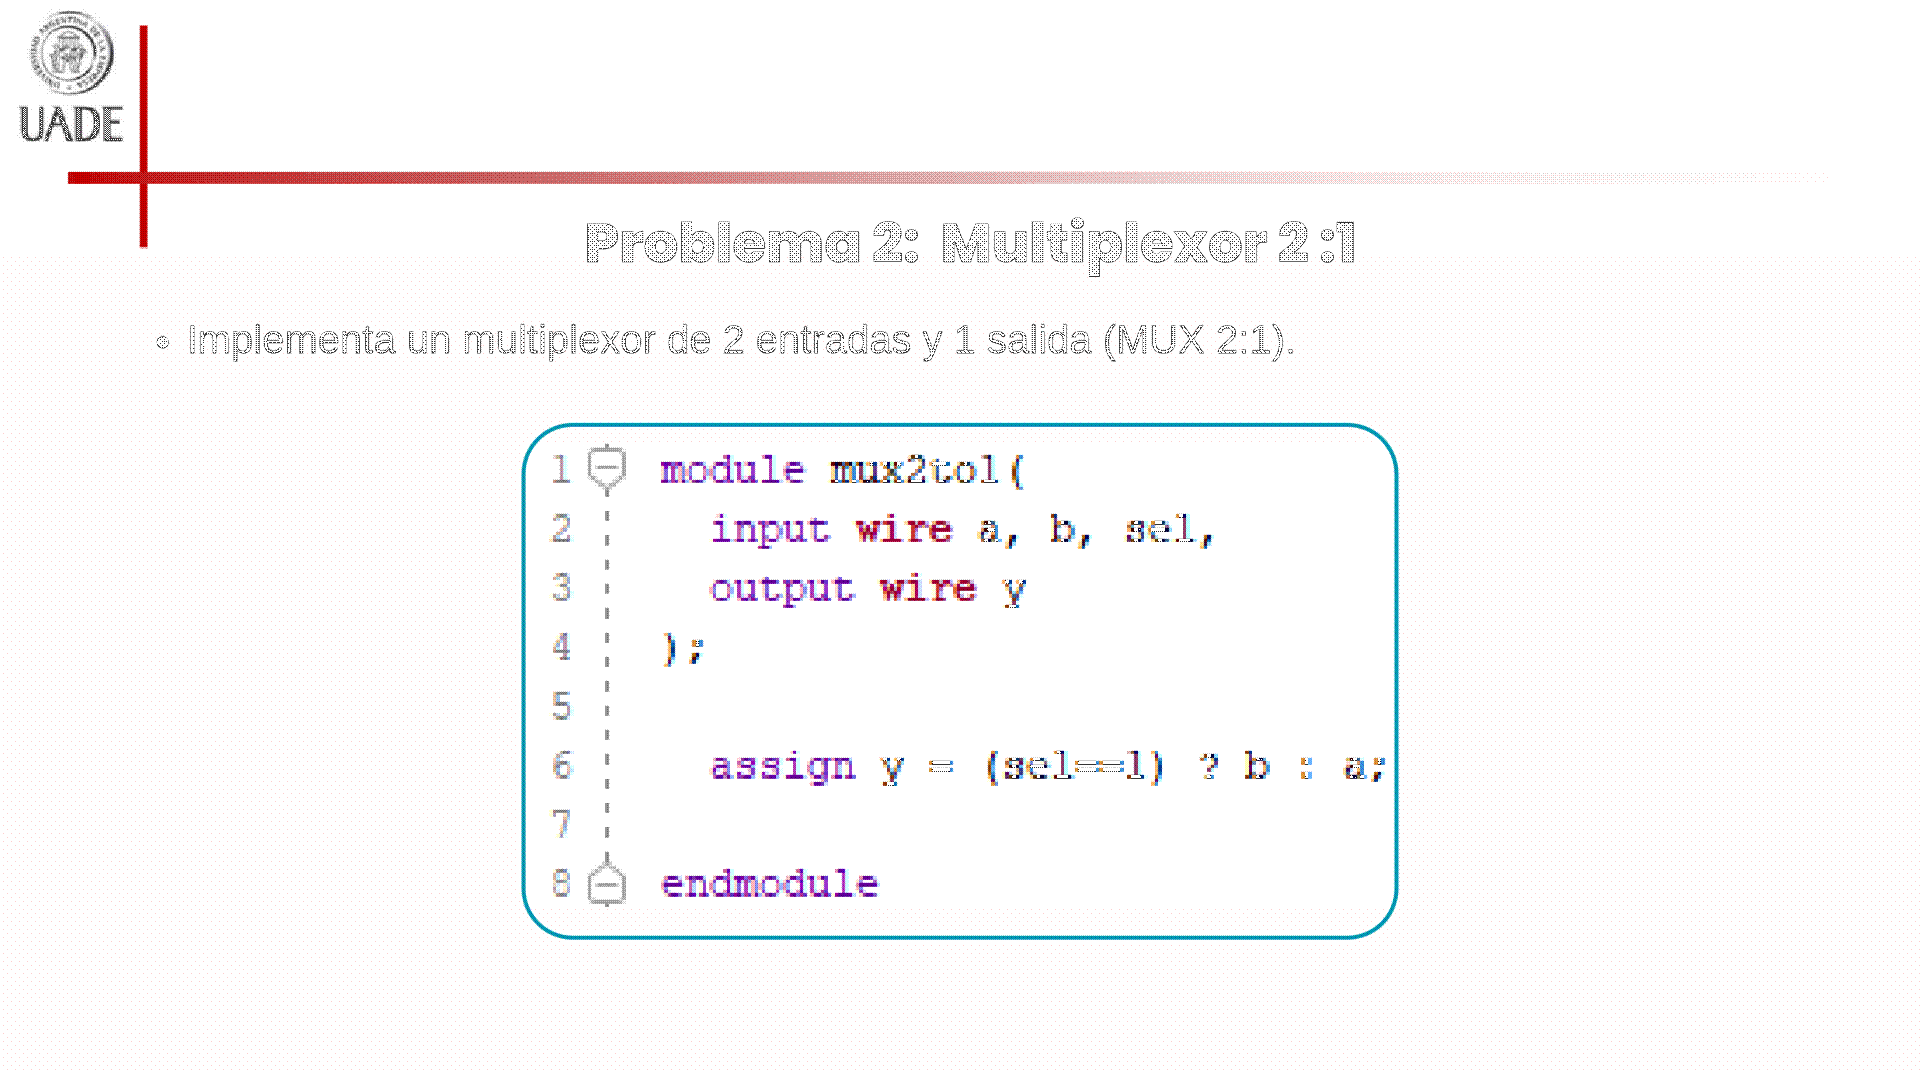 UADE
Problema 2: Multiplexor 2:1
• Implementa un multiplexor de 2 entradas y 1 salida (MUX 2:1).
1 module mux2to1(
2 input wire a, b, sel,
3 output wire y
4 );
5
6 assign y = (sel==1) ? b : a;
7
8 endmodule